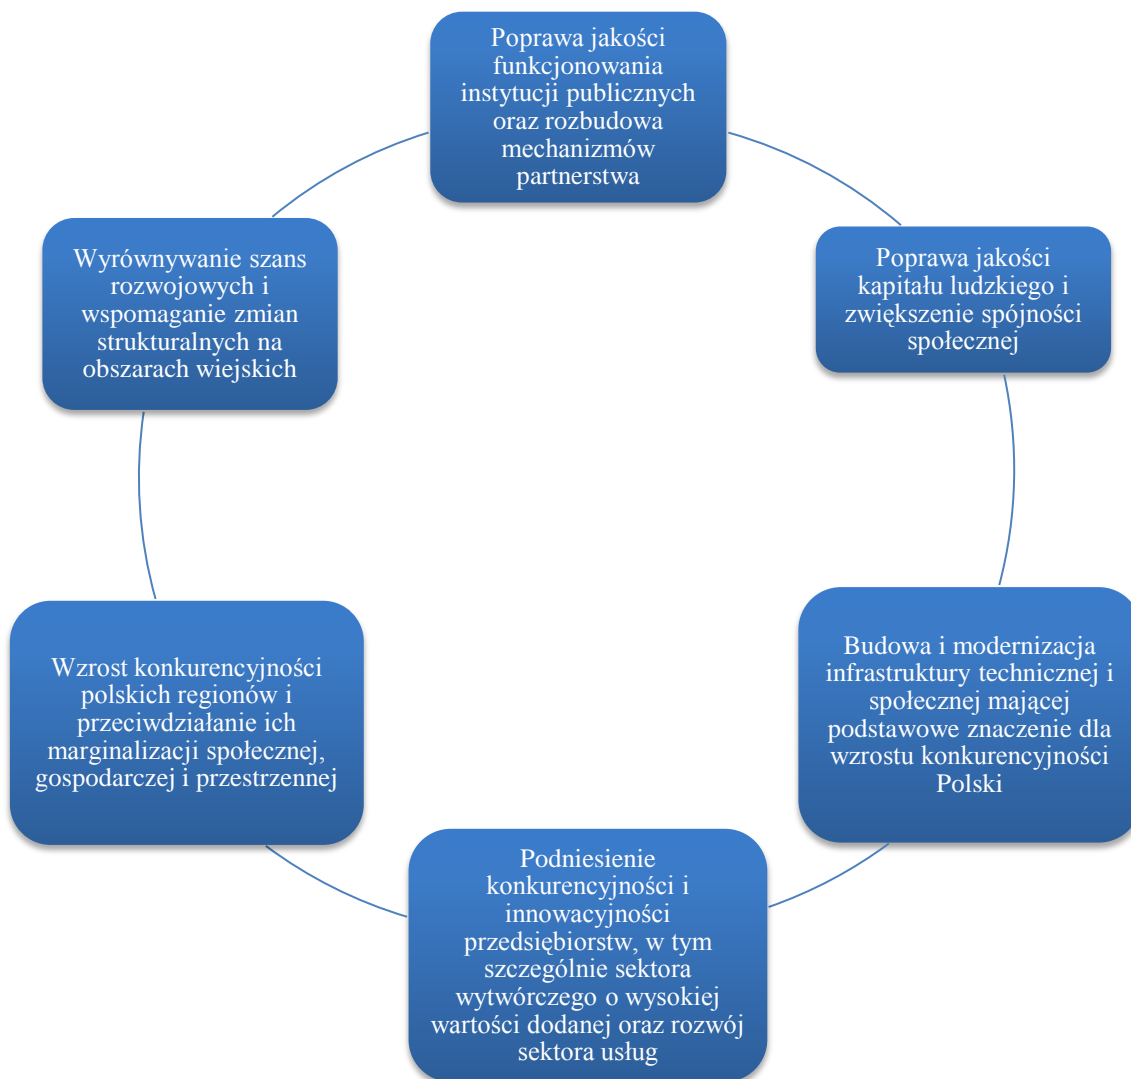 Poprawa jakości
funkcjonowania
instytucji publicznych
oraz rozbudowa
mechanizmów
partnerstwa
Poprawa jakości
kapitału ludzkiego i
zwiększenie spójności
społecznej
Budowa i modernizacja
infrastruktury technicznej i
społecznej mającej
podstawowe znaczenie dla
wzrostu konkurencyjności
Polski
Podniesienie
konkurencyjności i
innowacyjności
przedsiębiorstw, w tym
szczególnie sektora
wytwórczego o wysokiej
wartości dodanej oraz rozwój
sektora usług
Wzrost konkurencyjności
polskich regionów i
przeciwdziałanie ich
marginalizacji społecznej,
gospodarczej i przestrzennej
Wyrównywanie szans
rozwojowych i
wspomaganie zmian
strukturalnych na
obszarach wiejskich